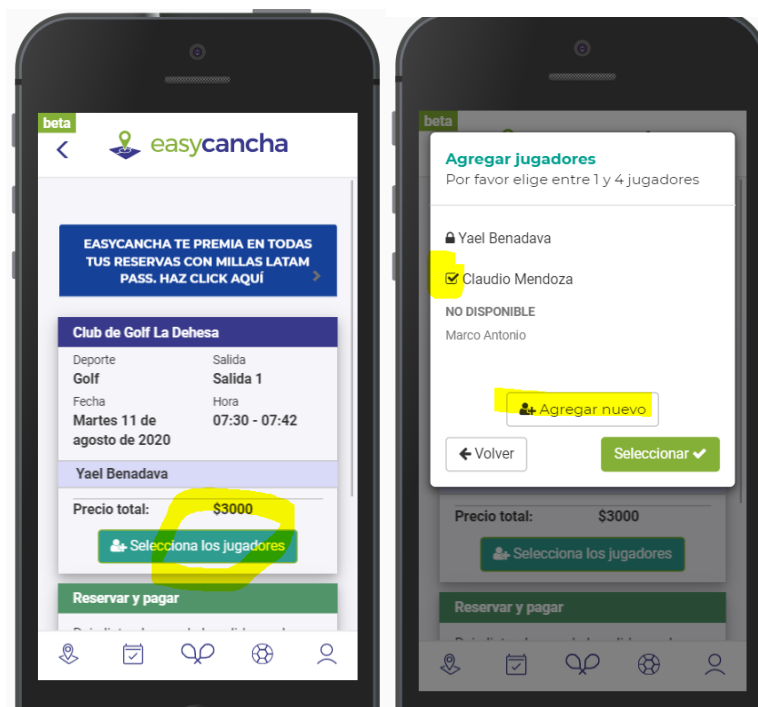 beta
easycancha
EASYCANCHA TE PREMIA EN TODAS
TUS RESERVAS CON MILLAS LATAM
PASS. HAZ CLICK AQUÍ
Club de Golf La Dehesa
Deporte
Salida
Golf
Salida 1
Fecha
Hora
Martes 11 de
07:30 - 07:42
agosto de 2020
Yael Benadava
Precio total:
$3000
Selecciona los jugadores
Reservar y pagar
beta
Agregar jugadores
Por favor elige entre 1 y 4 jugadores
Yael Benadava
Claudio Mendoza
NO DISPONIBLE
Marco Antonio
Agregar nuevo
Volver
Seleccionar
Precio total:
$3000
Selecciona los jugadores
Reservar y pagar